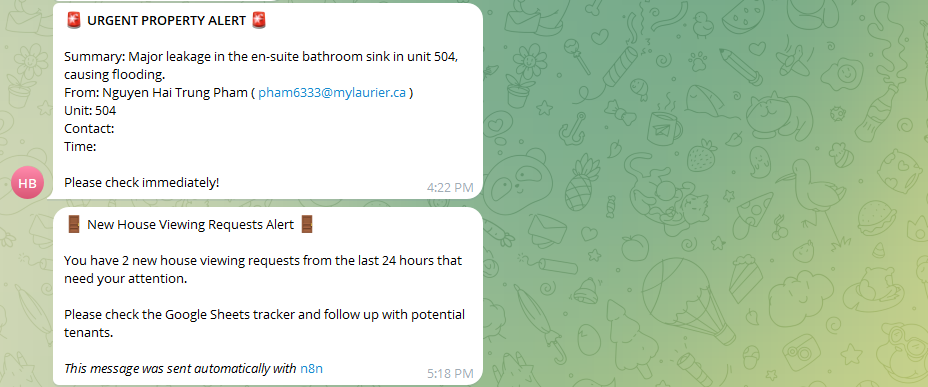 🚨 URGENT PROPERTY ALERT 🚨
Summary: Major leakage in the en-suite bathroom sink in unit 504,
causing flooding.
From: Nguyen Hai Trung Pham ( pham6333@mylaurier.ca )
Unit: 504
Contact:
Time:
Please check immediately!
4:22 PM
HB
🚪 New House Viewing Requests Alert 🚪
You have 2 new house viewing requests from the last 24 hours that
need your attention.
Please check the Google Sheets tracker and follow up with potential
tenants.
This message was sent automatically with n8n
5:18 PM